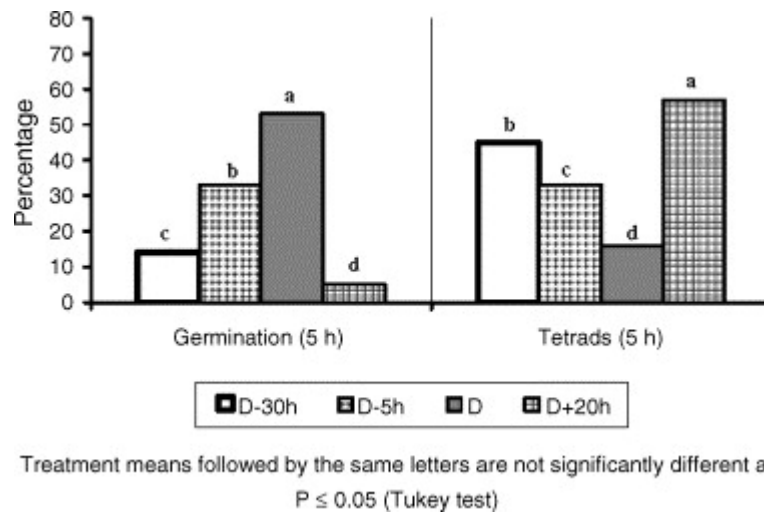 80
70
60
50
40
30
20
10
0
Percentage
c
b
a
d
b
c
d
a
Germination (5 h)
Tetrads (5 h)
D-30h D-5h D D+20h
Treatment means followed by the same letters are not significantly different a
P ≤ 0.05 (Tukey test)